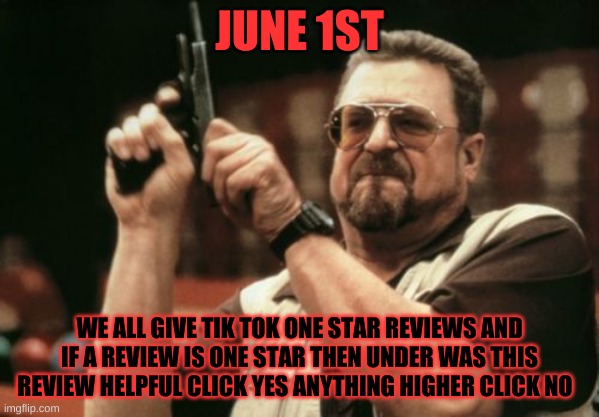 JUNE 1ST
WE ALL GIVE TIK TOK ONE STAR REVIEWS AND
IF A REVIEW IS ONE STAR THEN UNDER WAS THIS
REVIEW HELPFUL CLICK YES ANYTHING HIGHER CLICK NO
imgflip.com